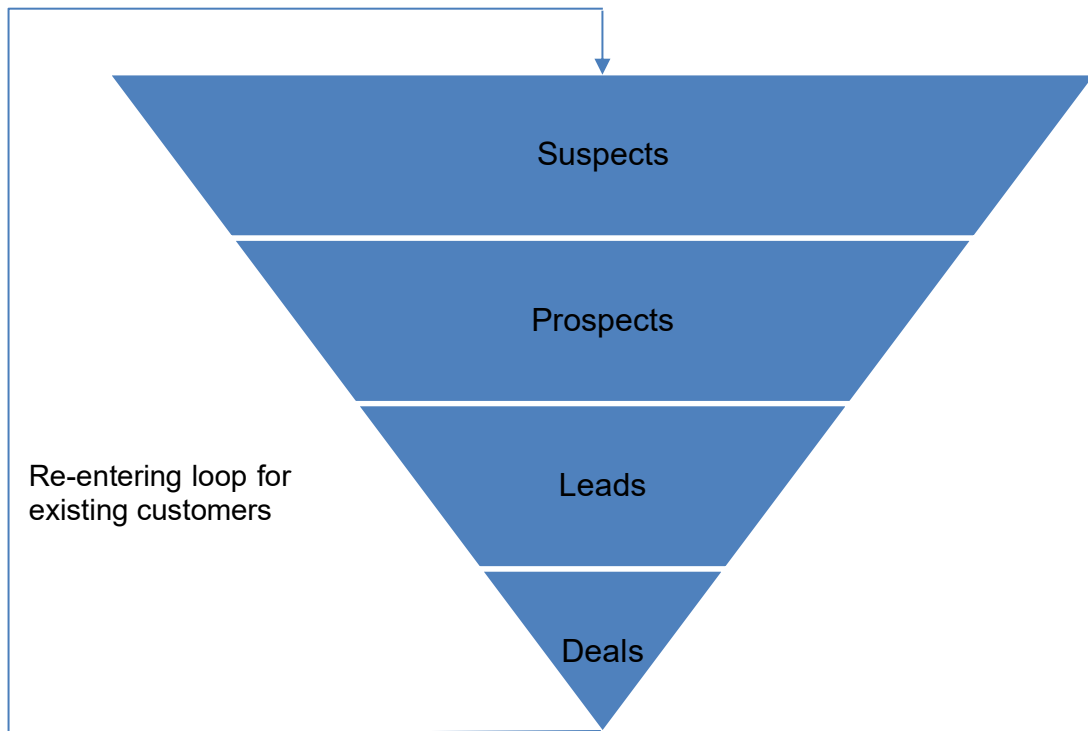 Suspects
Prospects
Leads
Re-entering loop for
existing customers
Deals